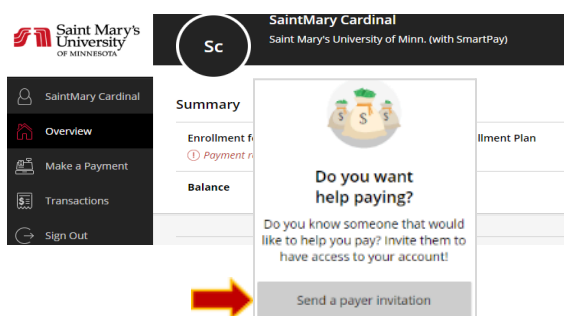 Saint Mary's
University
OF MINNESOTA
SaintMary Cardinal
Overview
Make a Payment
Transactions
Sign Out
Sc
SaintMary Cardinal
Saint Mary's University of Minn. (with SmartPay)
Summary
Enrollment
llment Plan
Payment
Balance
$ $ $
Do you want
help paying?
Do you know someone that would
like to help you pay? Invite them to
have access to your account!
Send a payer invitation